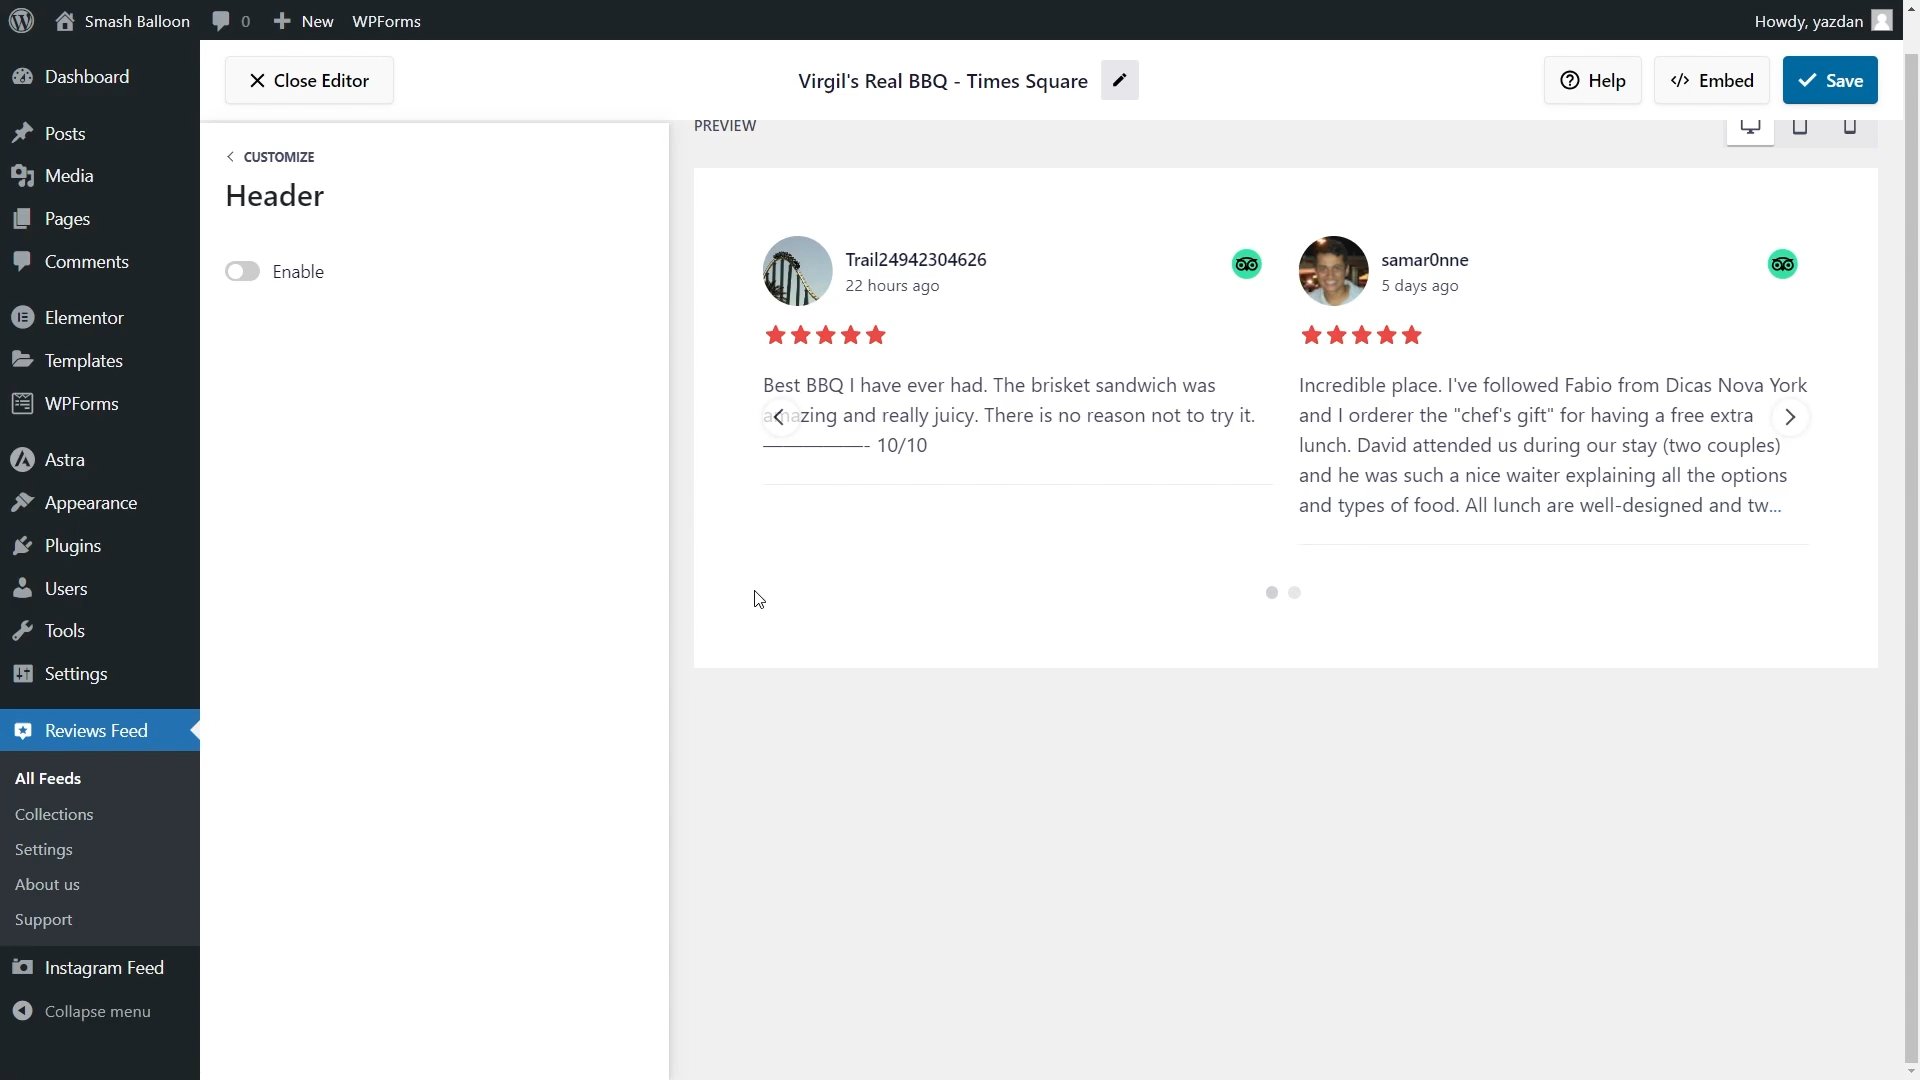 Smash Balloon 0 New WPForms Howdy, yazdan
Dashboard
Posts
Media
Pages
Comments
Elementor
Templates
WPForms
Astra
Appearance
Plugins
Users
Tools
Settings
Reviews Feed
All Feeds
Collections
Settings
About us
Support
Instagram Feed
Collapse menu
Close Editor Virgil's Real BBQ - Times Square Help Embed Save
CUSTOMIZE
Header
Enable
PREVIEW
Trail24942304626
22 hours ago
Best BBQ I have ever had. The brisket sandwich was
amazing and really juicy. There is no reason not to try it.
—————- 10/10
samar0nne
5 days ago
Incredible place. I've followed Fabio from Dicas Nova York
and I orderer the "chef's gift" for having a free extra
lunch. David attended us during our stay (two couples)
and he was such a nice waiter explaining all the options
and types of food. All lunch are well-designed and tw...